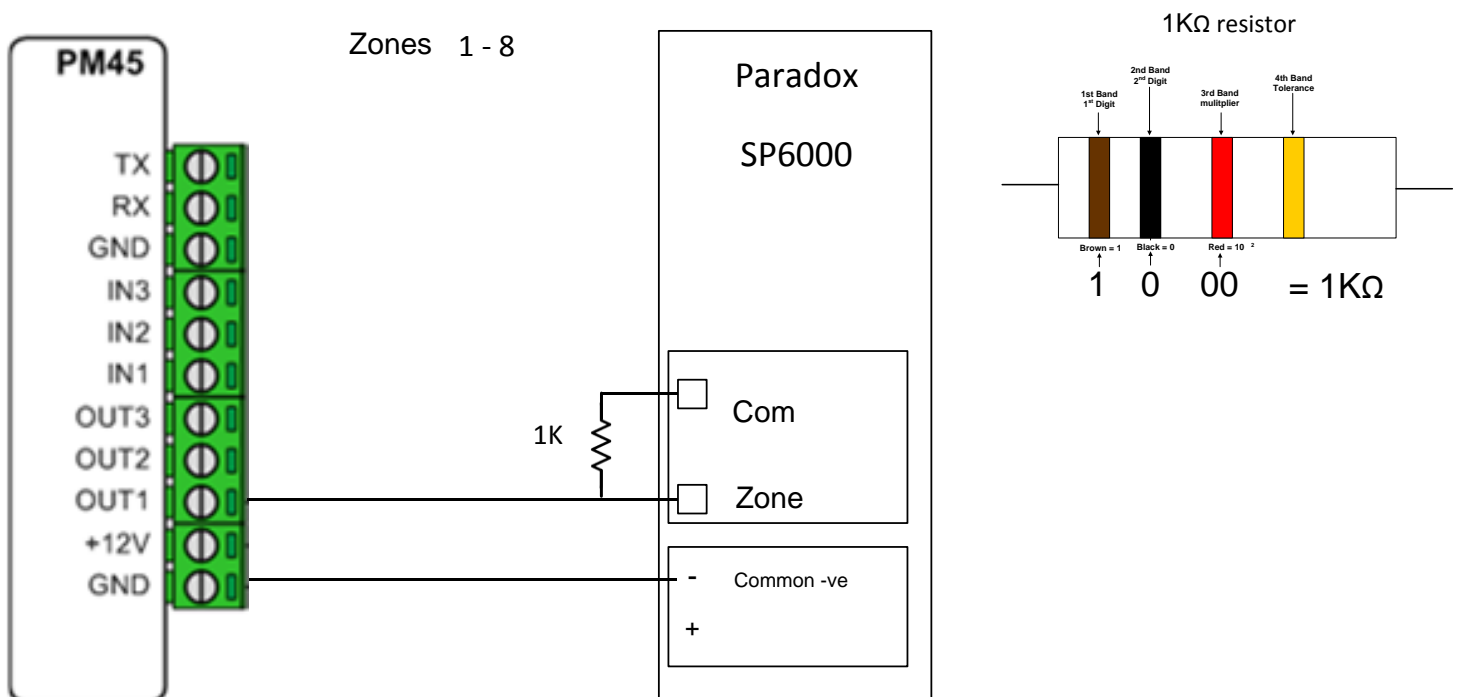 PM45
TX
RX
GND
IN3
IN2
IN1
OUT3
OUT2
OUT1
+12V
GND
Zones 1 - 8
1K
Paradox
SP6000
Com
Zone
- Common -ve
+
1KΩ resistor
1st Band
1st Digit
2nd Band
2nd Digit
3rd Band
mulitplier
4th Band
Tolerance
Brown = 1 Black = 0 Red = 10 2
1 0 00 = 1KΩ